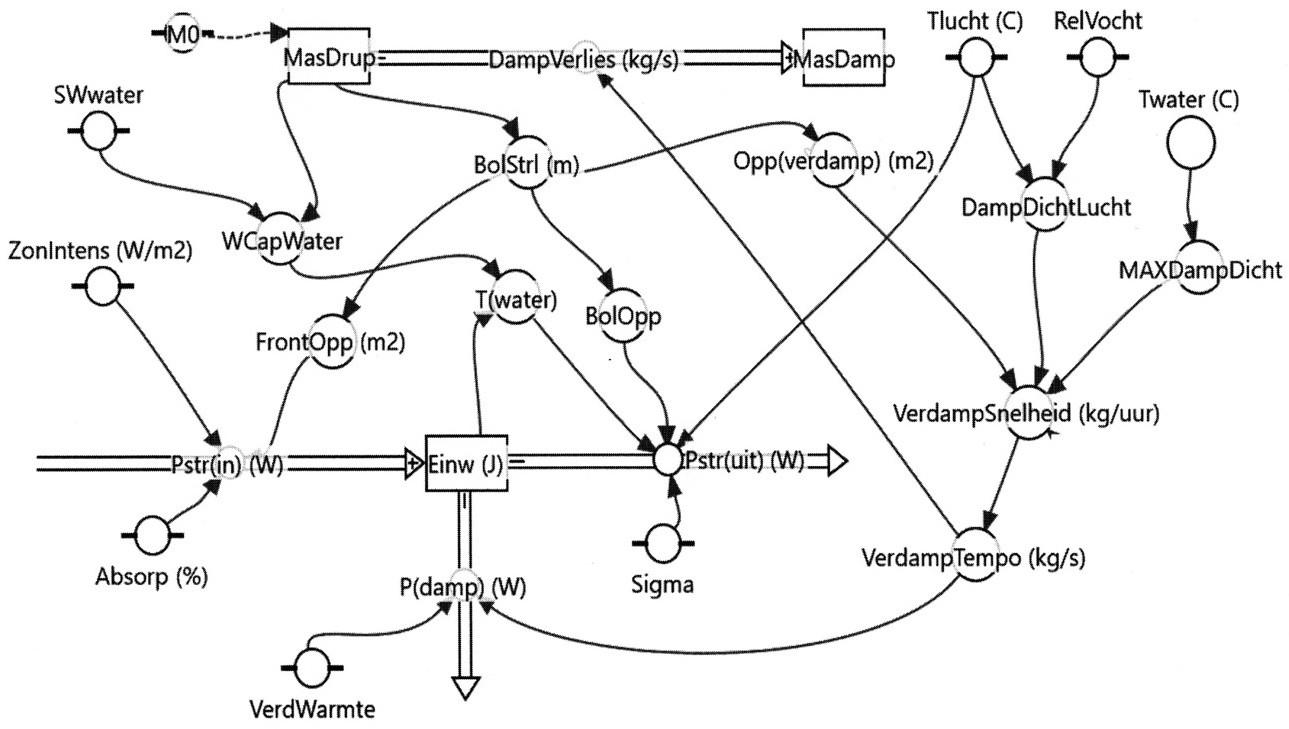 Tlucht (C)
RelVocht
M0
MasDrup
DampVerlies (kg/s)
MasDamp
SWwater
Twater (C)
BolStrl (m)
Opp(verdamp) (m2)
DampDichtLucht
WCapWater
ZonIntens (W/m2)
MAXDampDicht
T(water)
BolOpp
FrontOpp (m2)
VerdampSnelheid (kg/uur)
Pstr(in) (W)
Einw (J)
Pstr(uit) (W)
VerdampTempo (kg/s)
Absorp (%)
Sigma
P(damp) (W)
VerdWarmte